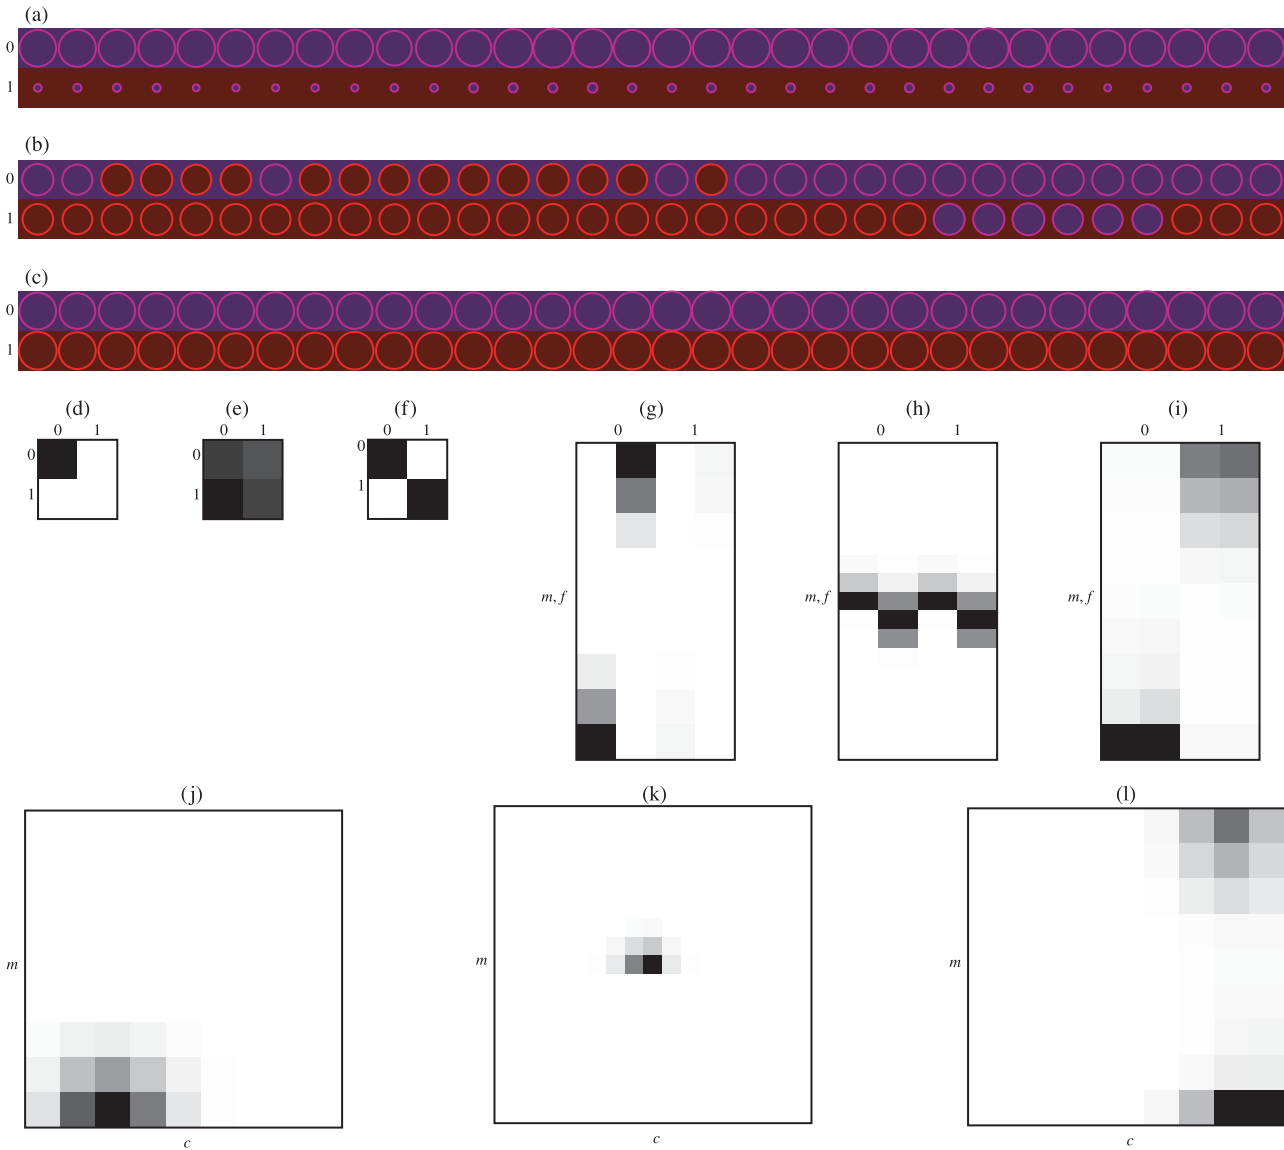 (a)
0
1
(b)
0
1
(c)
0
1
(d) (e) (f) (g) (h) (i)
0 1 0 1 0 1 0 1 0 1 0 1
0 0 0
1 1 1
m, f m, f m, f
(j) (k) (l)
m m m
c c c